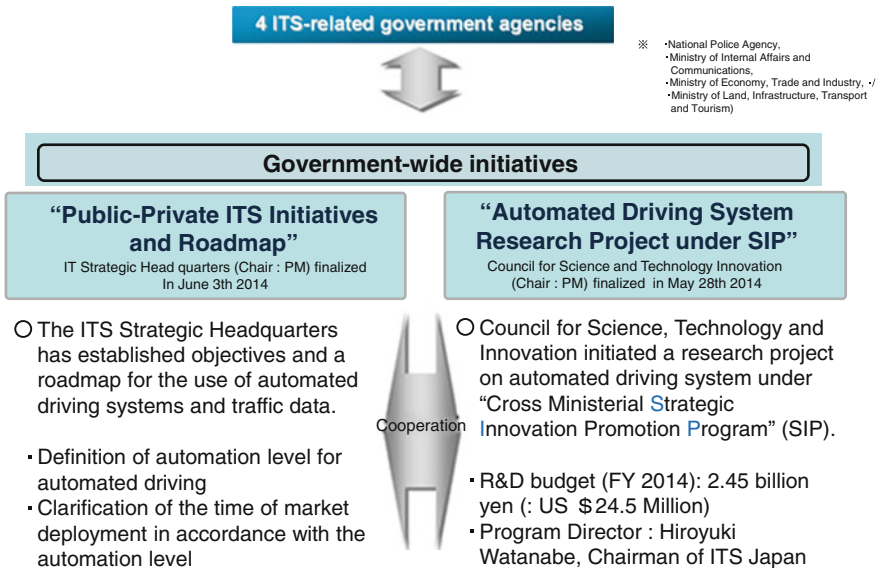 4 ITS-related government agencies
※ ･National Police Agency,
･Ministry of Internal Affairs and
Communications,
･Ministry of Economy, Trade and Industry, ･/
･Ministry of Land, Infrastructure, Transport
and Tourism)
Government-wide initiatives
“Public-Private ITS Initiatives
and Roadmap”
IT Strategic Head quarters (Chair : PM) finalized
In June 3th 2014
“Automated Driving System
Research Project under SIP”
Council for Science and Technology Innovation
(Chair : PM) finalized in May 28th 2014
○ The ITS Strategic Headquarters
has established objectives and a
roadmap for the use of automated
driving systems and traffic data.
･ Definition of automation level for
automated driving
･ Clarification of the time of market
deployment in accordance with the
automation level
Cooperation
○ Council for Science, Technology and
Innovation initiated a research project
on automated driving system under
“Cross Ministerial Strategic
Innovation Promotion Program” (SIP).
･ R&D budget (FY 2014): 2.45 billion
yen (: US $24.5 Million)
･ Program Director : Hiroyuki
Watanabe, Chairman of ITS Japan